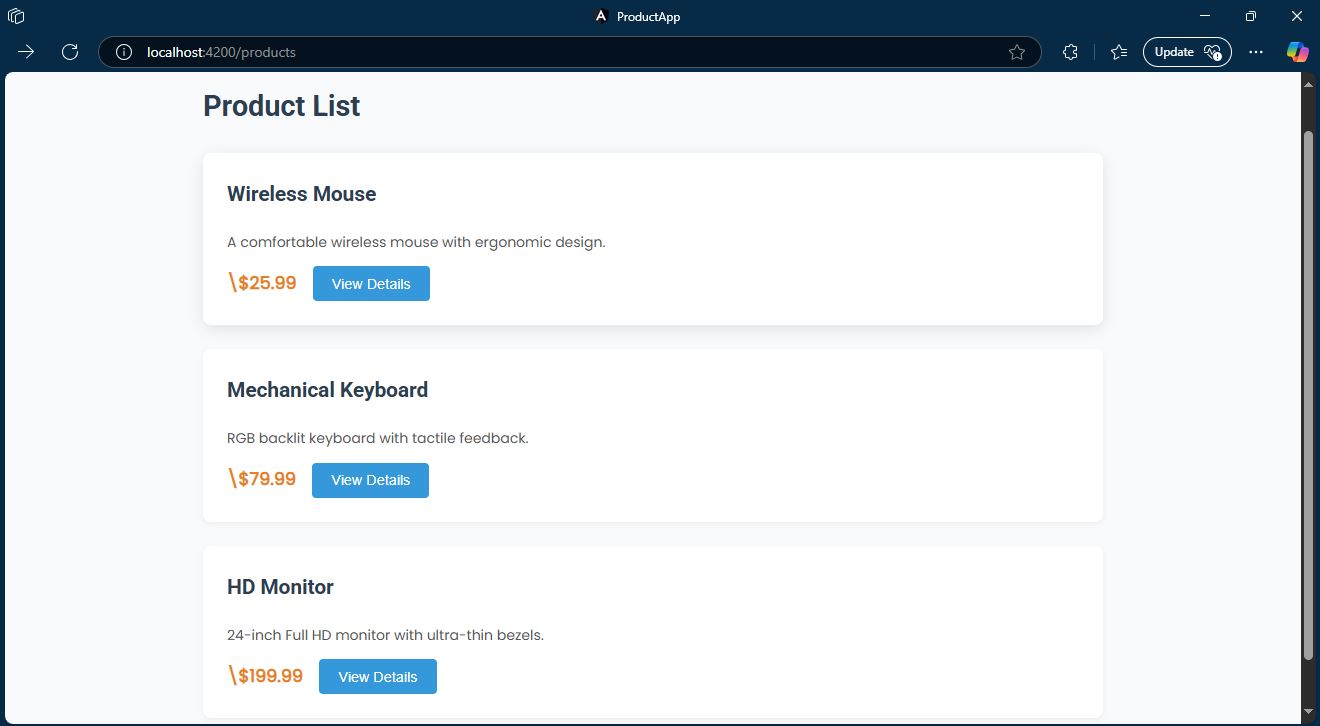 ProductApp
localhost:4200/products
Update
Product List
Wireless Mouse
A comfortable wireless mouse with ergonomic design.
\$25.99 View Details
Mechanical Keyboard
RGB backlit keyboard with tactile feedback.
\$79.99 View Details
HD Monitor
24-inch Full HD monitor with ultra-thin bezels.
\$199.99 View Details